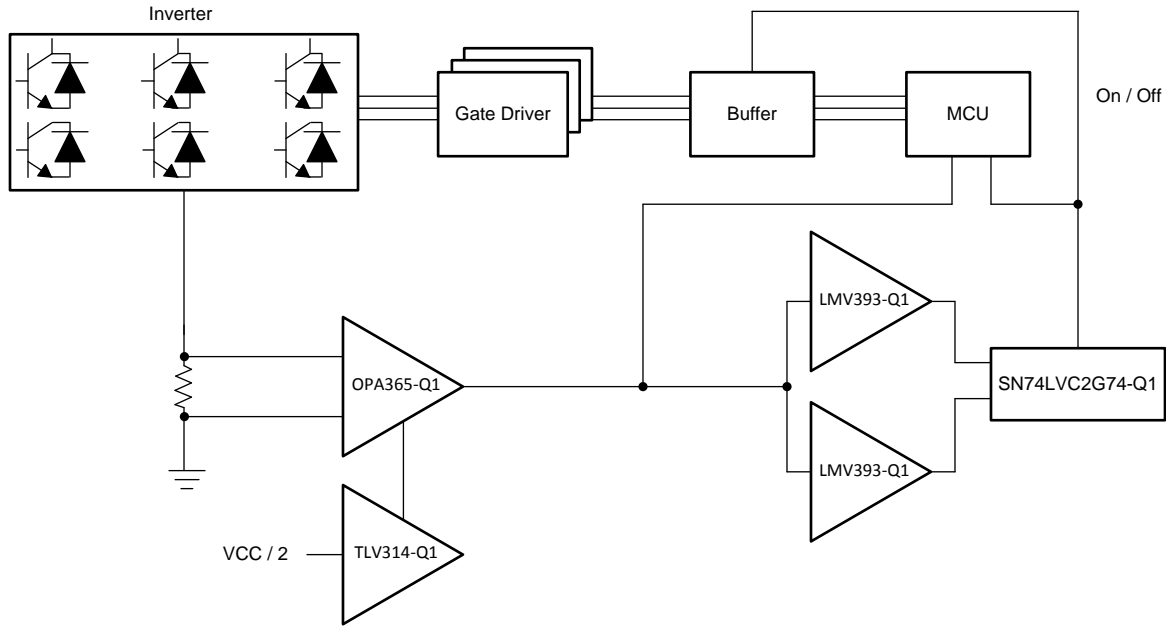 Inverter
Gate Driver
Buffer
MCU
On / Off
LMV393-Q1
OPA365-Q1
SN74LVC2G74-Q1
LMV393-Q1
VCC / 2
TLV314-Q1